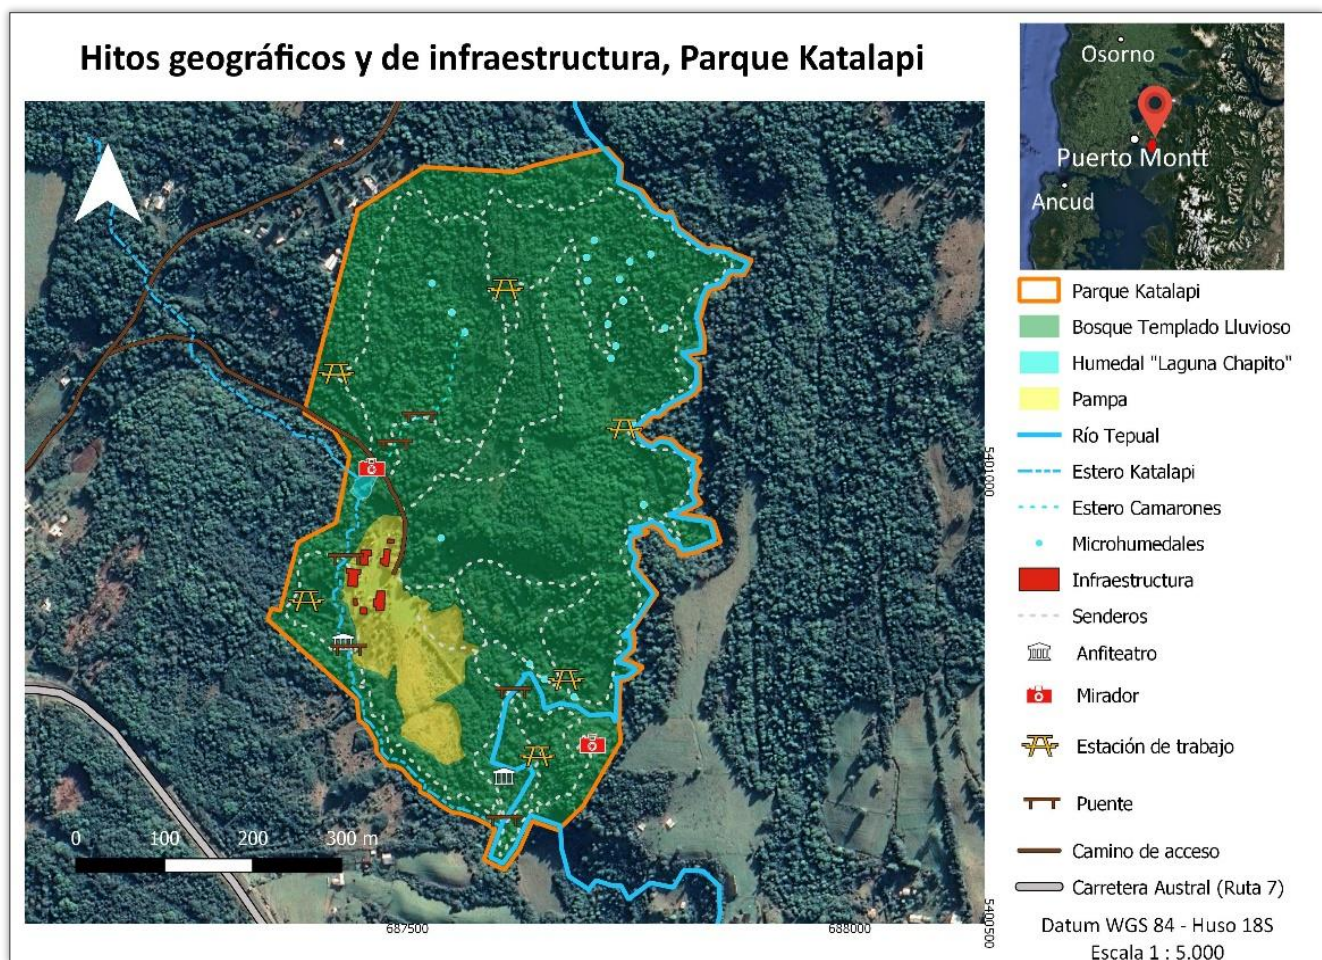 Hitos geográficos y de infraestructura, Parque Katalapi
Osorno
Puerto Montt
Ancud
Parque Katalapi
Bosque Templado Lluvioso
Humedal "Laguna Chapito"
Pampa
Río Tepual
Estero Katalapi
Estero Camarones
Microhumedales
Infraestructura
Senderos
Anfiteatro
Mirador
Estación de trabajo
Puente
Camino de acceso
Carretera Austral (Ruta 7)
Datum WGS 84 - Huso 18S
Escala 1 : 5.000
5401000
5400500
0 100 200 300 m
687500 688000